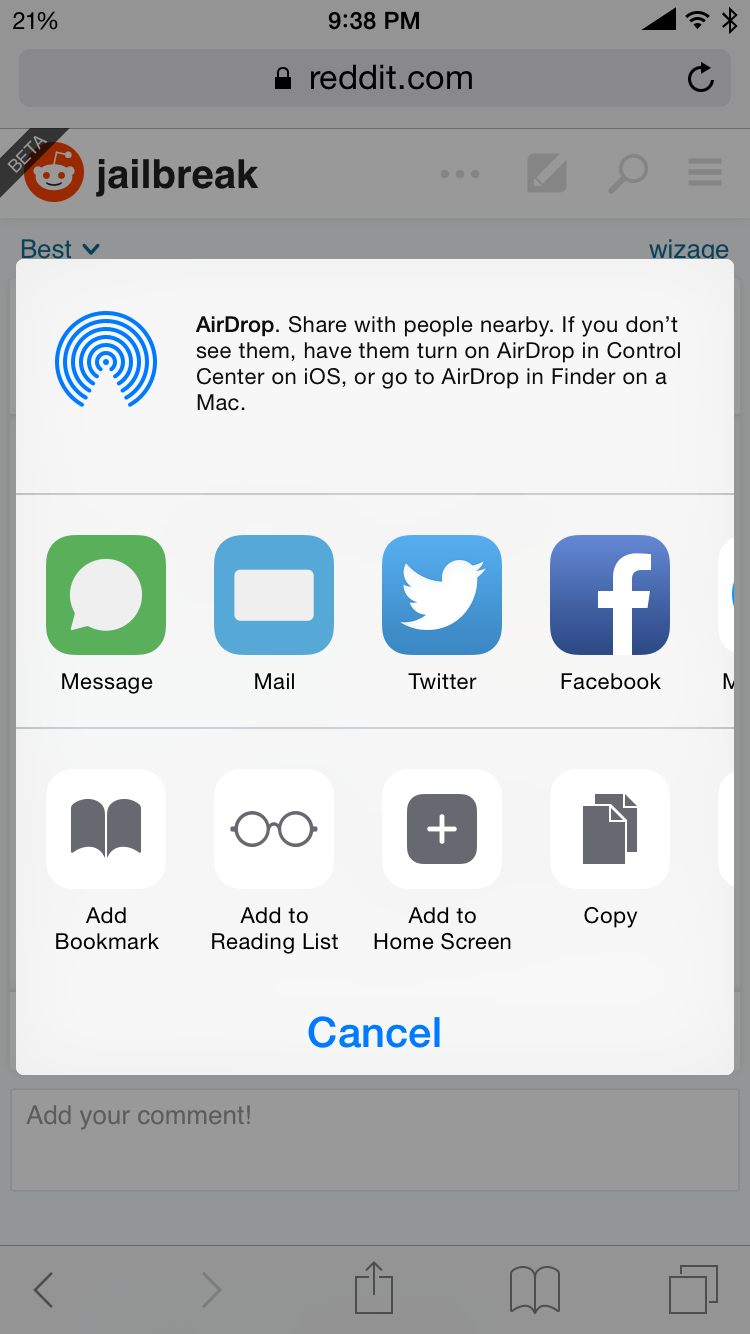 21%
9:38 PM
reddit.com
BETA
jailbreak
Best
wizage
AirDrop. Share with people nearby. If you don’t
see them, have them turn on AirDrop in Control
Center on iOS, or go to AirDrop in Finder on a
Mac.
Message
Mail
Twitter
Facebook
Add
Bookmark
Add to
Reading List
Add to
Home Screen
Copy
Cancel
Add your comment!